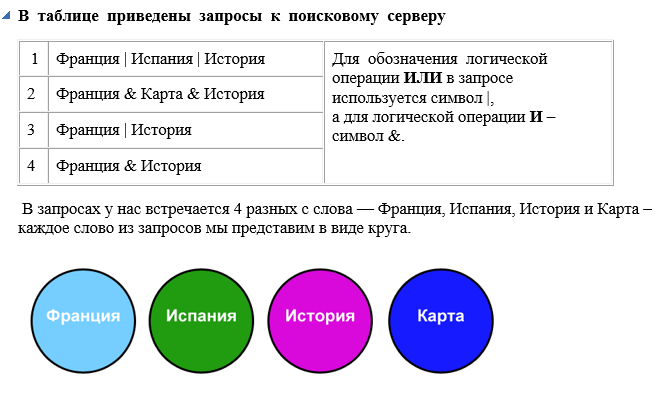 В таблице приведены запросы к поисковому серверу
1 Франция | Испания | История
2 Франция & Карта & История
3 Франция | История
4 Франция & История
Для обозначения логической
операции ИЛИ в запросе
используется символ |,
а для логической операции И –
символ &.
В запросах у нас встречается 4 разных с слова — Франция, Испания, История и Карта –
каждое слово из запросов мы представим в виде круга.
Франция Испания История Карта